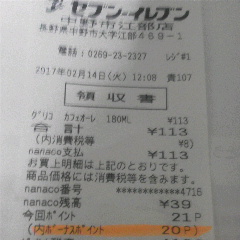 セブン-イレブン
中野市江部店
長野県中野市大字江部469-1
電話：0269-23-2327 レジ#1
2017年02月14日(火) 12:08 責107
領収書
グリコ カフェオーレ 180ML ¥113
合計 ¥113
(内消費税等 ¥8)
nanaco支払 ¥113
お買上明細は上記のとおりです。
商品価格には消費税等を含みます。
nanaco番号 ************4716
nanaco残高 ¥39
今回ポイント 21P
(内ボーナスポイント 20P)